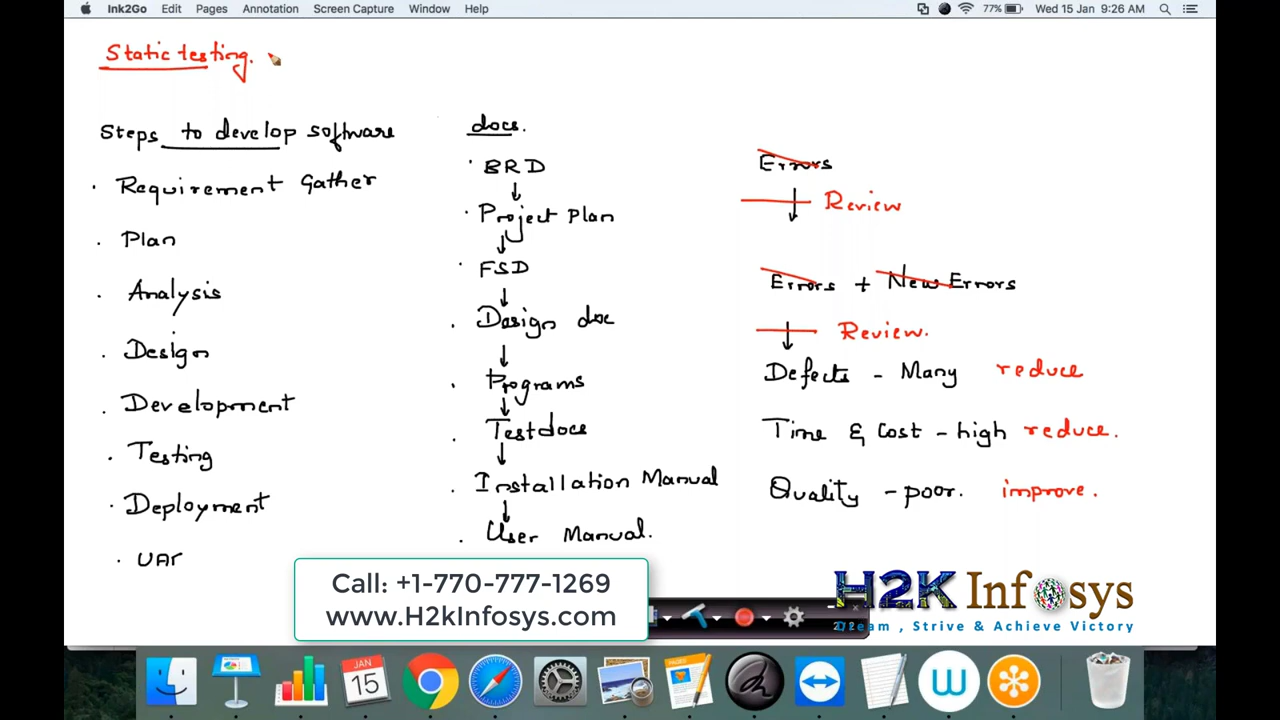 Ink2Go Edit Pages Annotation Screen Capture Window Help 77% Wed 15 Jan 9:26 AM
Static testing.
Steps to develop software
· Requirement Gather
· Plan
· Analysis
· Design
· Development
· Testing
· Deployment
· UAT
docs.
· BRD
· Project Plan
· FSD
· Design doc
· Programs
· Testdocs
· Installation Manual
· User Manual.
Errors
Review
Errors + New Errors
Review.
Defects - Many reduce
Time & Cost - high reduce.
Quality - poor. improve.
Call: +1-770-777-1269
www.H2kInfosys.com
H2K Infosys
Dream , Strive & Achieve Victory
JAN
15
PAGES
W